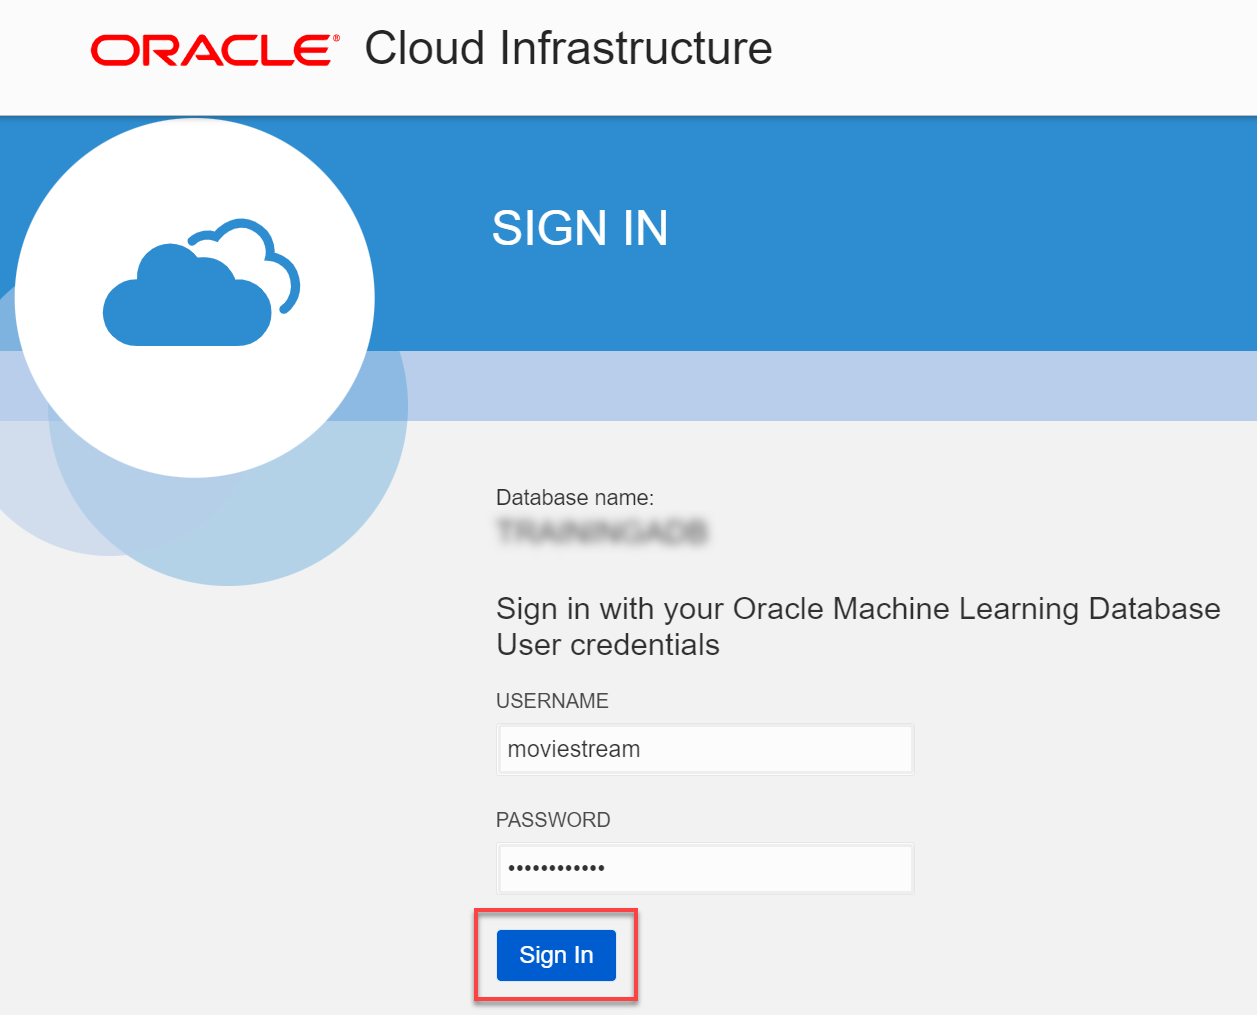 ORACLE® Cloud Infrastructure
SIGN IN
Database name:
TRAININGADB
Sign in with your Oracle Machine Learning Database
User credentials
USERNAME
moviestream
PASSWORD
••••••••••••
Sign In